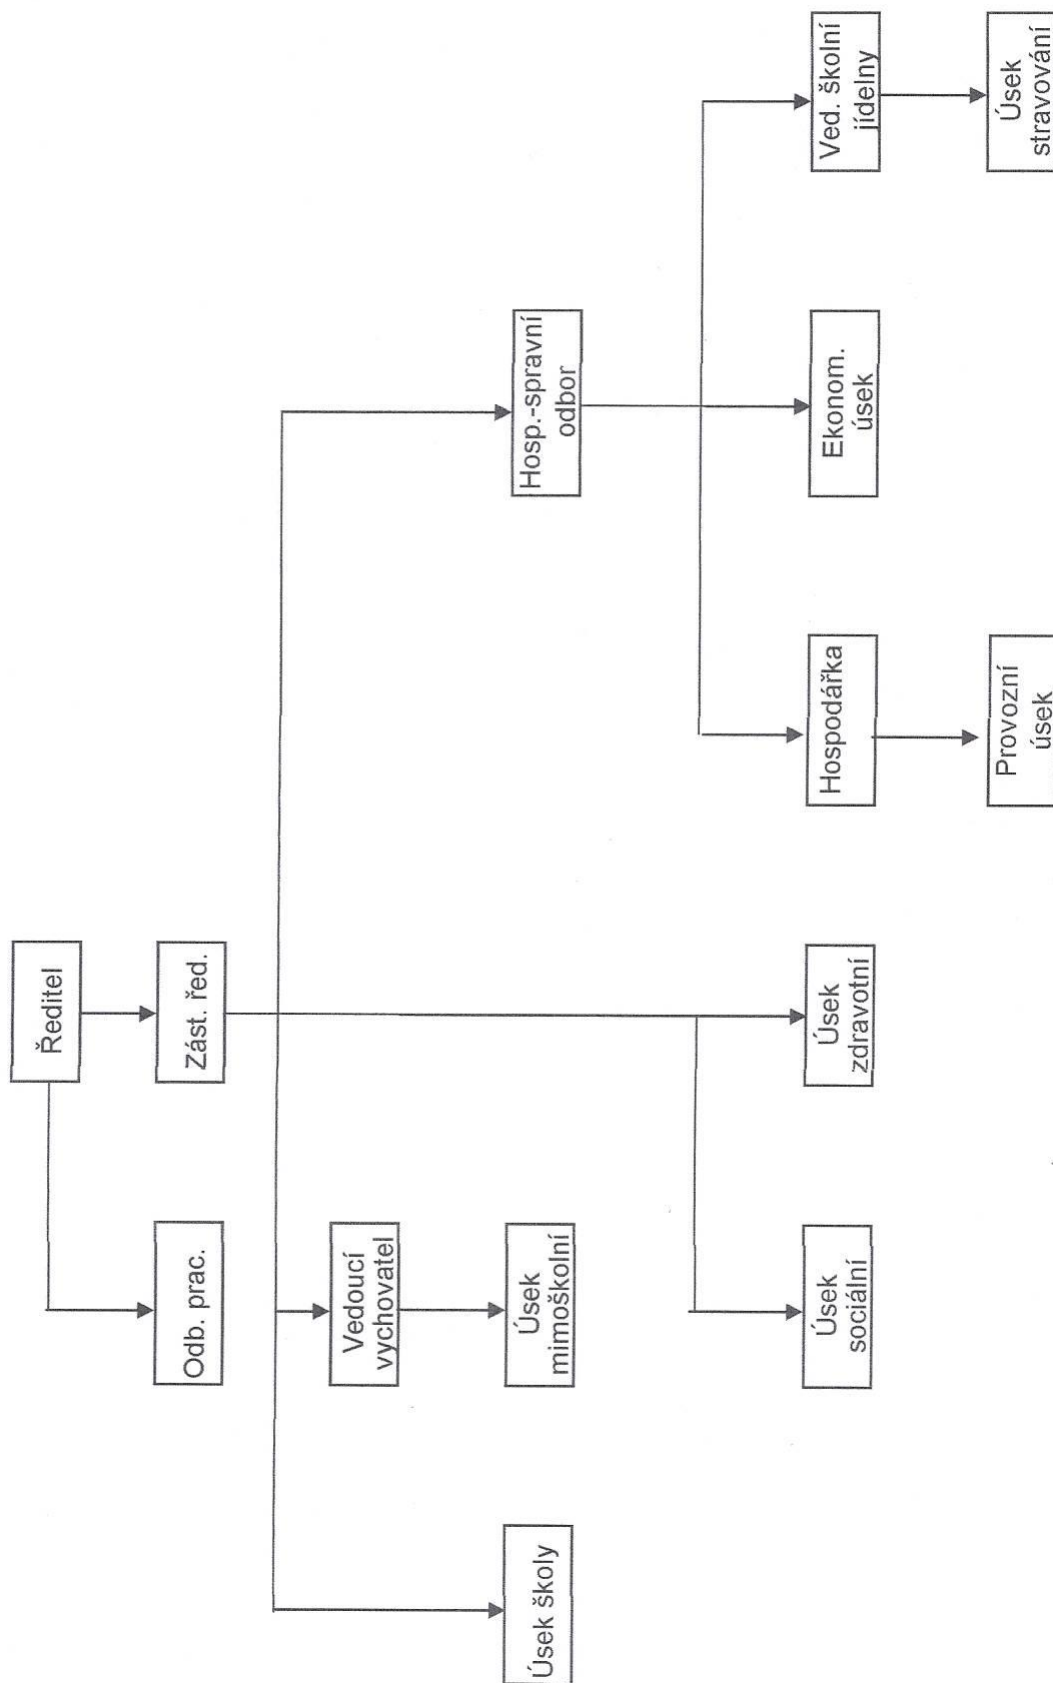 Ředitel
Odb. prac.
Zást. řed.
Vedoucí
vychovatel
Úsek školy
Úsek
mimoškolní
Hosp.-spravní
odbor
Úsek
sociální
Úsek
zdravotní
Hospodářka
Ekonom.
úsek
Ved. školní
jídelny
Provozní
úsek
Úsek
stravování